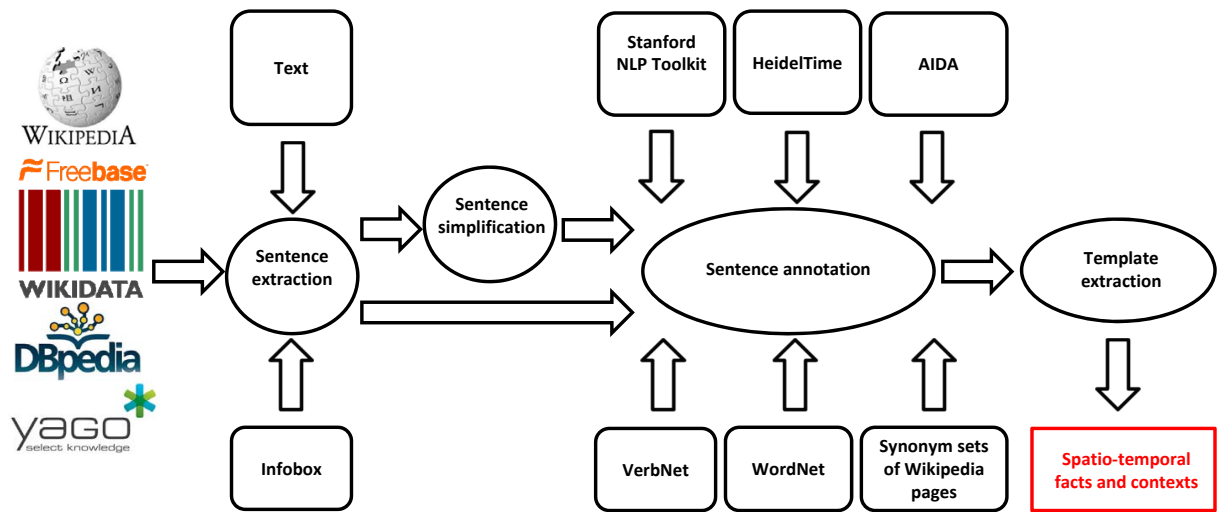 WIKIPEDIA
Freebase
WIKIDATA
DBpedia
yago
select knowledge
Text
Sentence
extraction
Infobox
Sentence
simplification
Stanford
NLP Toolkit
HeidelTime
AIDA
Sentence annotation
VerbNet
WordNet
Synonym sets
of Wikipedia
pages
Template
extraction
Spatio-temporal
facts and contexts